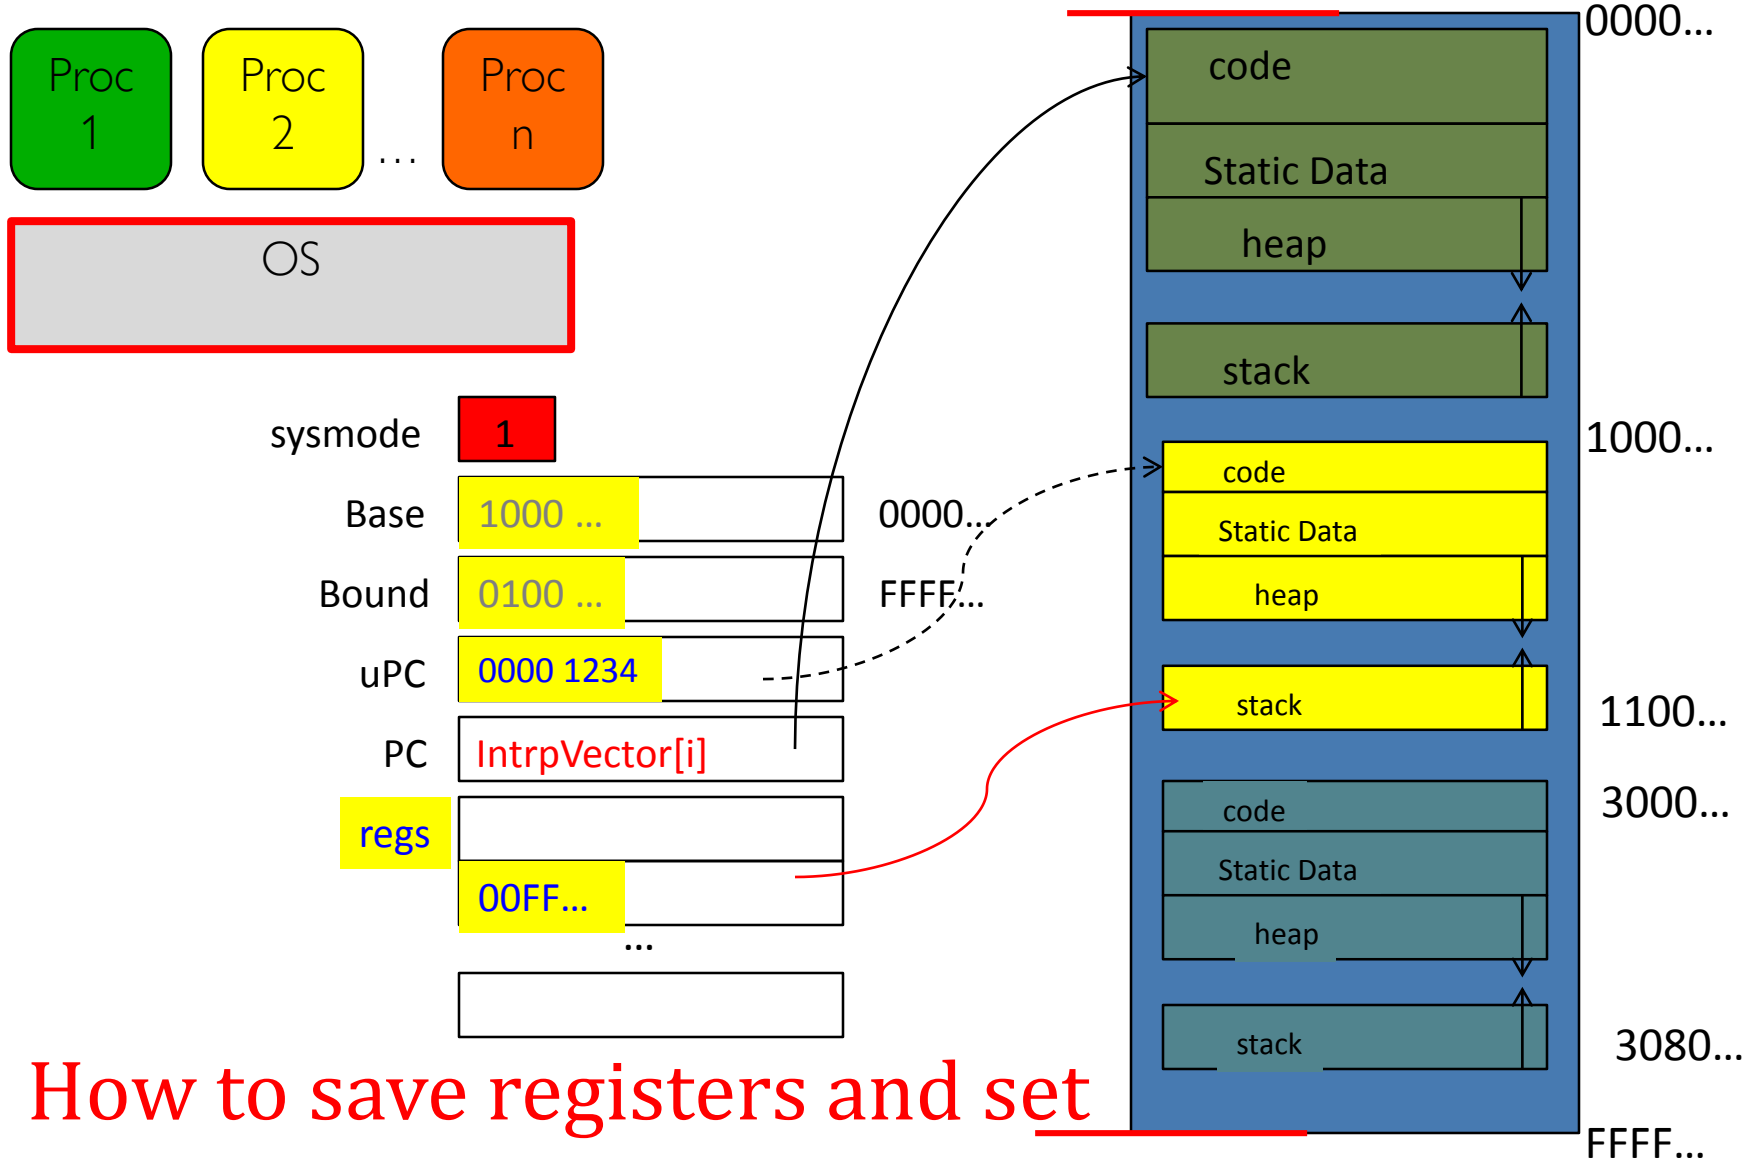 Proc
1
Proc
2
...
Proc
n
OS
sysmode
1
Base
1000 ...
0000...
Bound
0100 ...
FFFF...
uPC
0000 1234
PC
IntrpVector[i]
regs
00FF...
...
How to save registers and set
0000...
code
Static Data
heap
stack
1000...
code
Static Data
heap
stack
1100...
3000...
code
Static Data
heap
stack
3080...
FFFF...